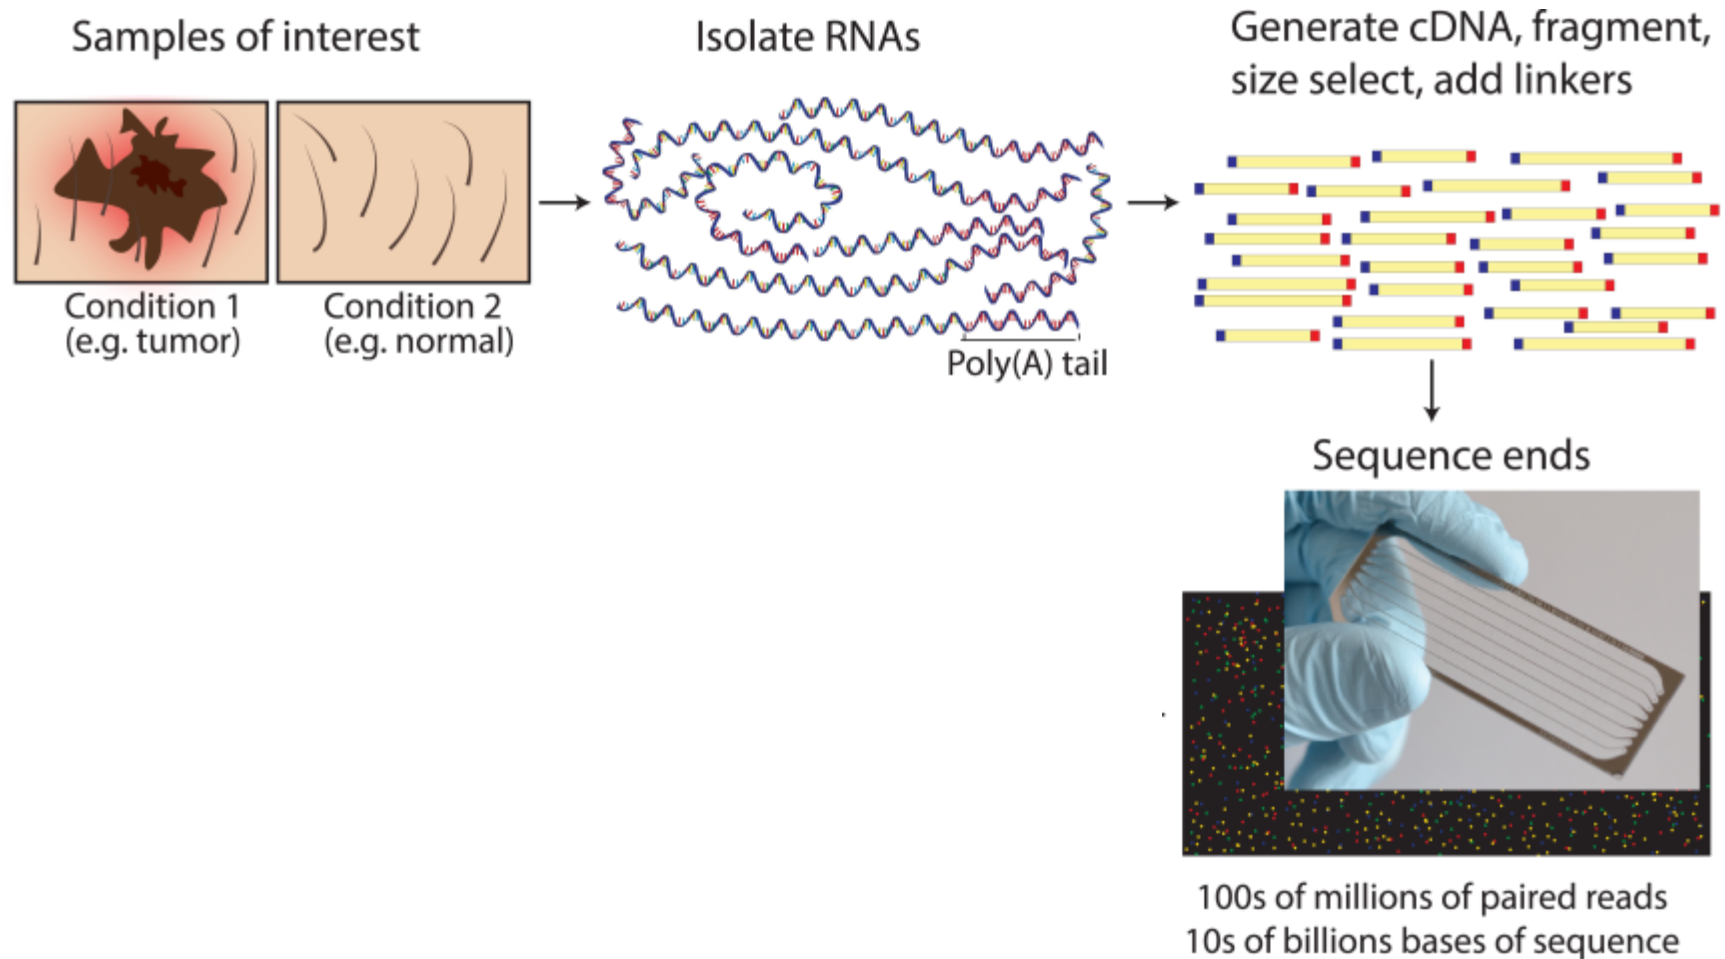 Samples of interest
Condition 1
(e.g. tumor)
Condition 2
(e.g. normal)
Isolate RNAs
Poly(A) tail
Generate cDNA, fragment,
size select, add linkers
Sequence ends
100s of millions of paired reads
10s of billions bases of sequence